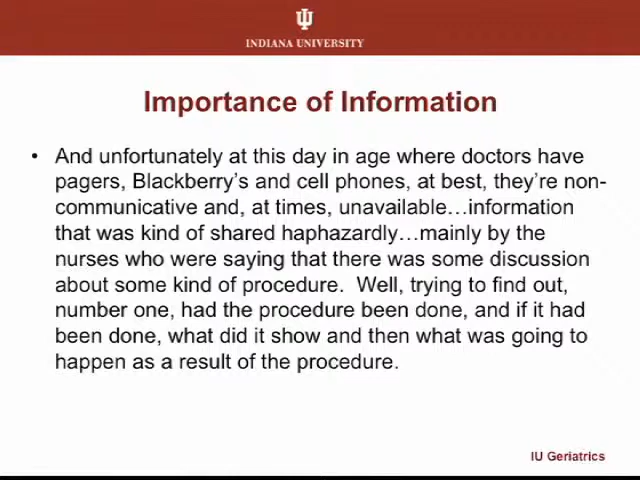 INDIANA UNIVERSITY
Importance of Information
• And unfortunately at this day in age where doctors have
pagers, Blackberry's and cell phones, at best, they're non-
communicative and, at times, unavailable…information
that was kind of shared haphazardly…mainly by the
nurses who were saying that there was some discussion
about some kind of procedure.  Well, trying to find out,
number one, had the procedure been done, and if it had
been done, what did it show and then what was going to
happen as a result of the procedure.
IU Geriatrics